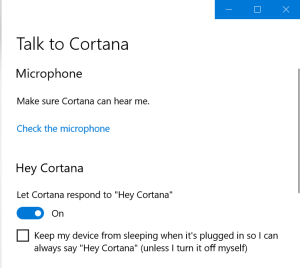 Talk to Cortana
Microphone
Make sure Cortana can hear me.
Check the microphone
Hey Cortana
Let Cortana respond to "Hey Cortana"
On
Keep my device from sleeping when it's plugged in so I can
always say "Hey Cortana" (unless I turn it off myself)